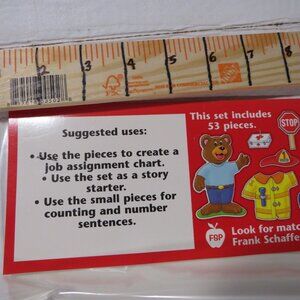 2 3 4 5 6 7 8
Suggested uses:
• Use the pieces to create a
job assignment chart.
• Use the set as a story
starter.
• Use the small pieces for
counting and number
sentences.
This set includes
53 pieces.
STOP
F&P
Look for matc
Frank Schaffe